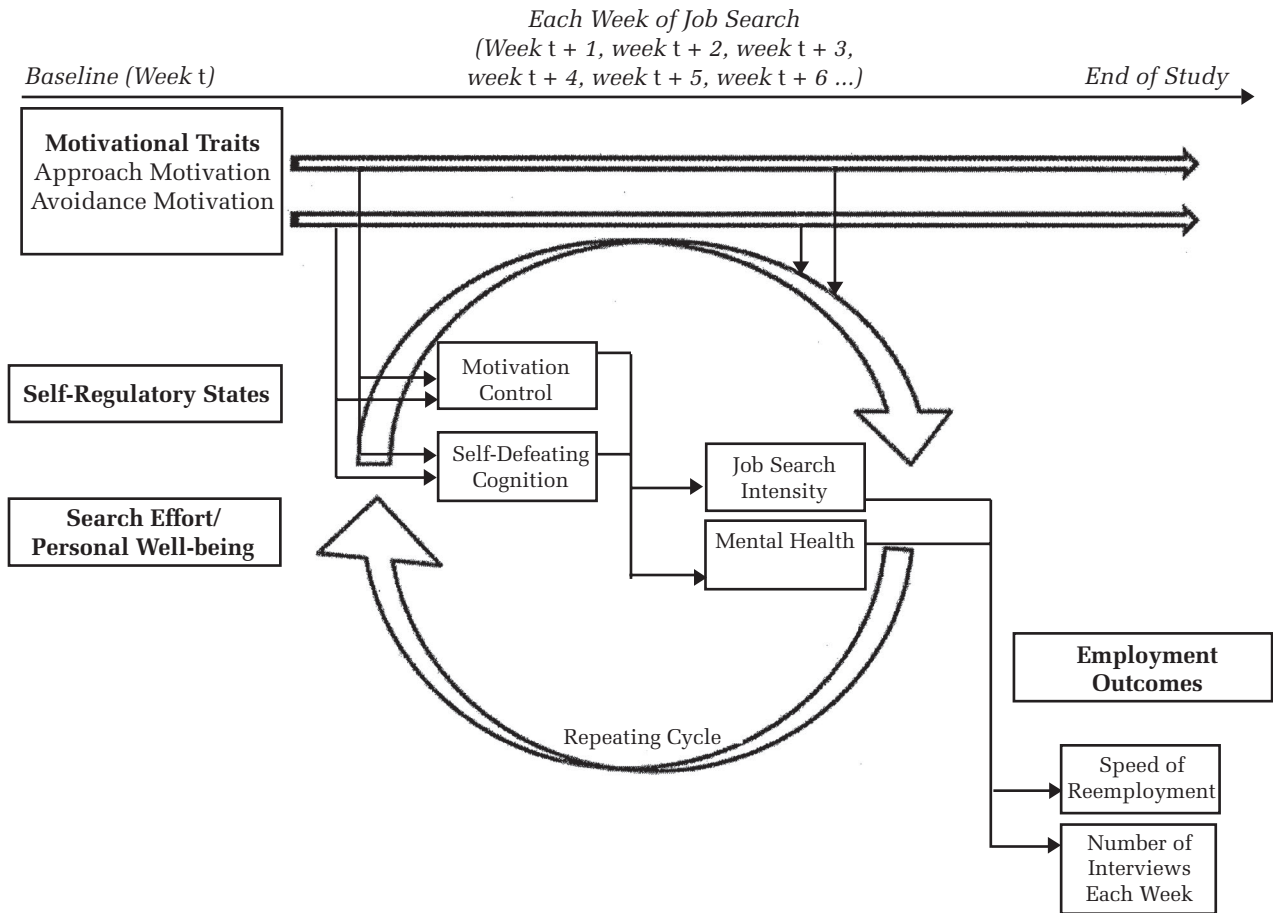 Each Week of Job Search
(Week t + 1, week t + 2, week t + 3,
Baseline (Week t)
week t + 4, week t + 5, week t + 6 ...)
End of Study
Motivational Traits
Approach Motivation
Avoidance Motivation
Motivation
Control
Self-Regulatory States
Self-Defeating
Cognition
Job Search
Intensity
Search Effort/
Personal Well-being
Mental Health
Employment
Outcomes
Repeating Cycle
Speed of
Reemployment
Number of
Interviews
Each Week